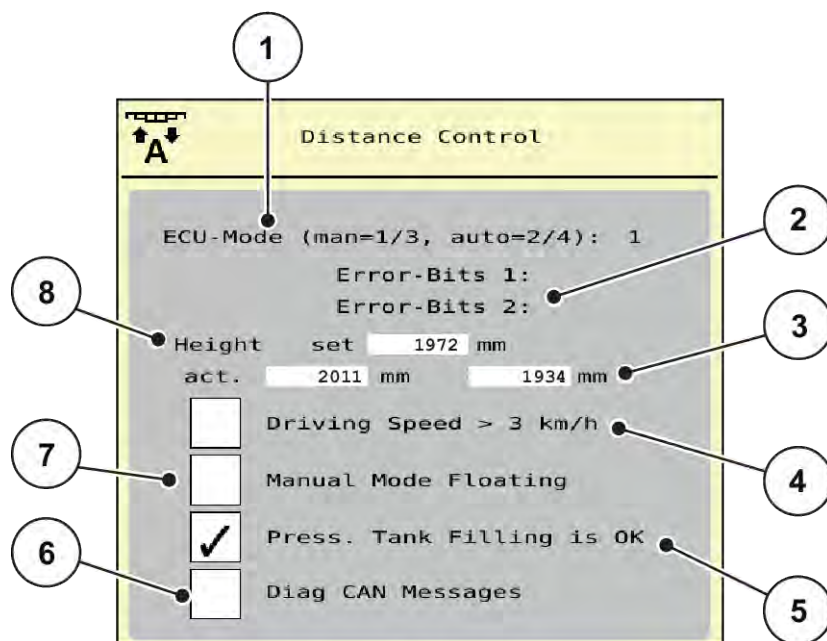 1
A
Distance Control
2
ECU-Mode (man=1/3, auto=2/4): 1
Error-Bits 1:
Error-Bits 2:
8
3
Height set 1972 mm
act. 2011 mm 1934 mm
Driving Speed > 3 km/h
7
4
Manual Mode Floating
6
Press. Tank Filling is OK
5
Diag CAN Messages